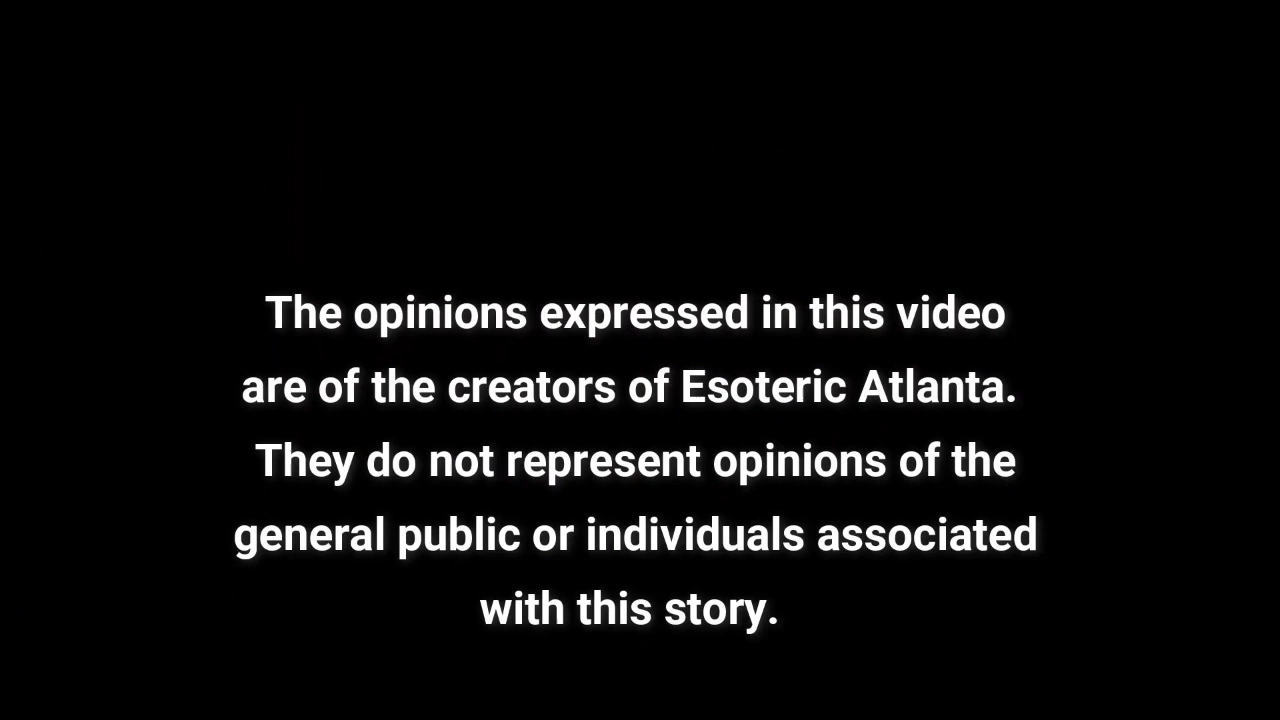 The opinions expressed in this video
are of the creators of Esoteric Atlanta.
They do not represent opinions of the
general public or individuals associated
with this story.